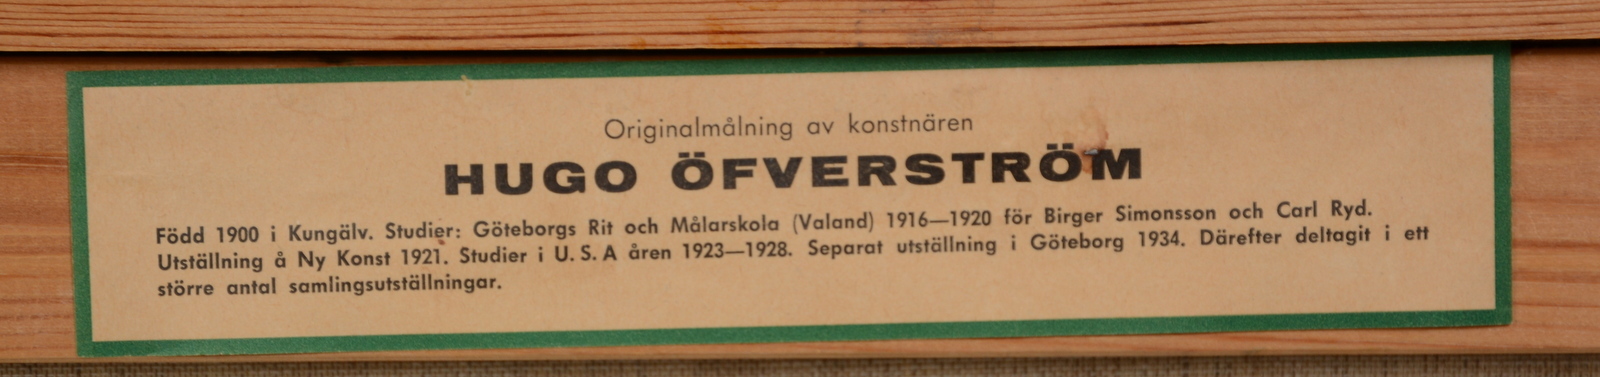 Originalmålning av konstnären
HUGO ÖFVERSTRÖM
Född 1900 i Kungälv. Studier: Göteborgs Rit och Målarskola (Valand) 1916—1920 för Birger Simonsson och Carl Ryd.
Utställning å Ny Konst 1921. Studier i U. S. A åren 1923—1928. Separat utställning i Göteborg 1934. Därefter deltagit i ett
större antal samlingsutställningar.